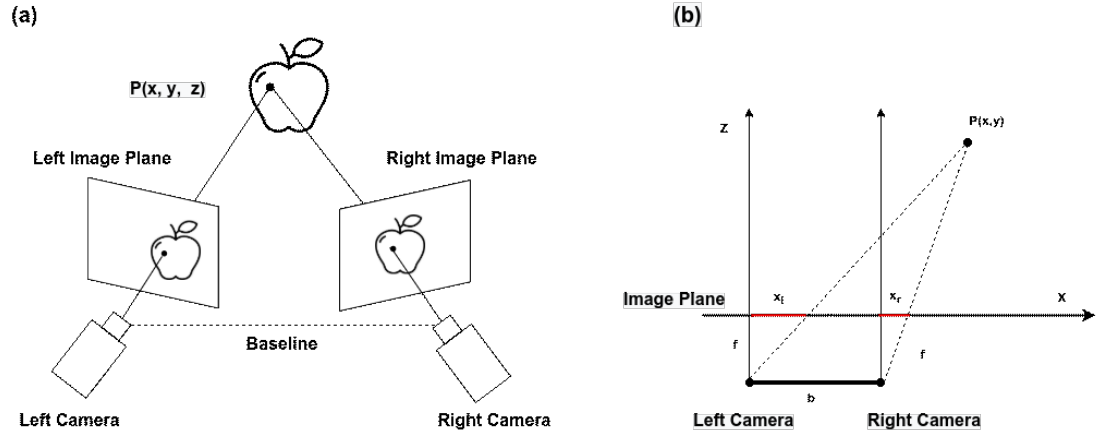 (a)
P(x, y, z)
Left Image Plane
Right Image Plane
Baseline
Left Camera
Right Camera
(b)
Z
P(x,y)
Image Plane
xₗ
xᵣ
X
f
f
b
Left Camera
Right Camera